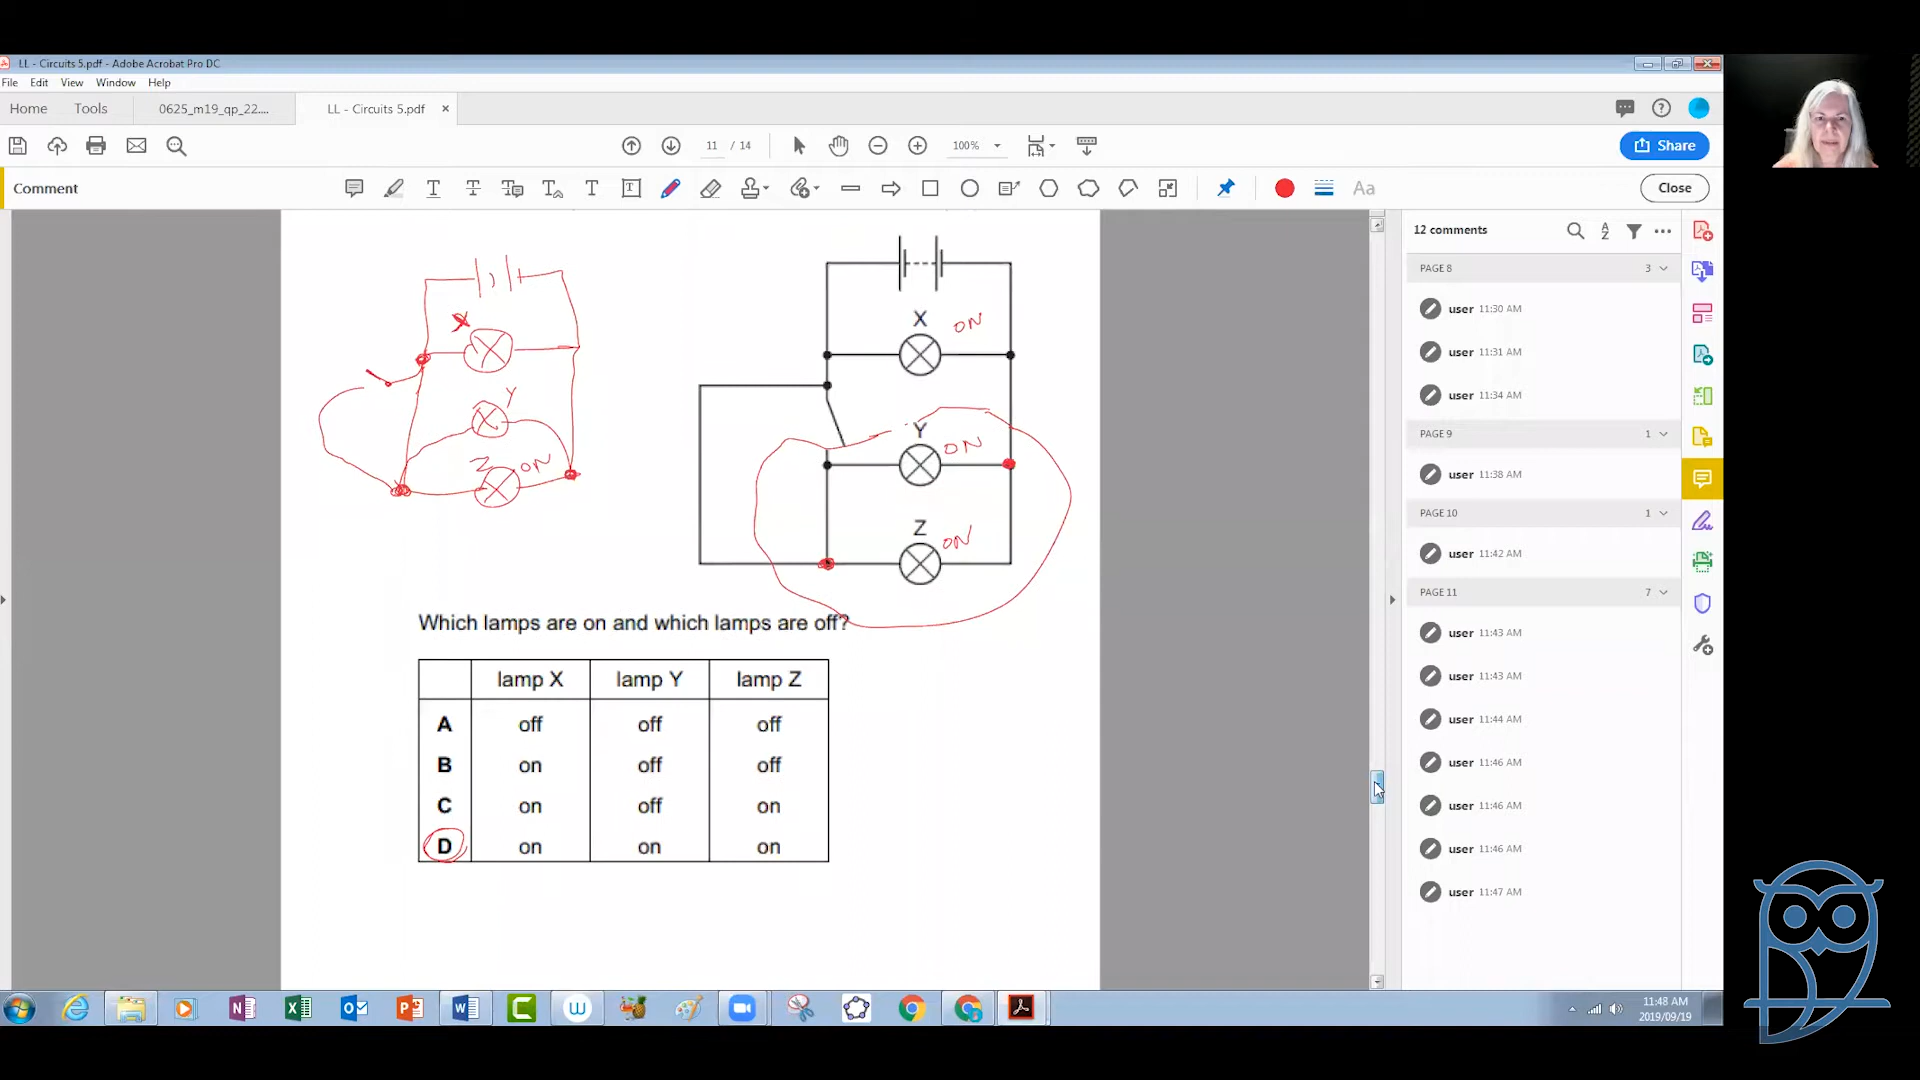 LL - Circuits 5.pdf - Adobe Acrobat Pro DC
File Edit View Window Help
Home Tools 0625_m19_qp_22.... LL - Circuits 5.pdf ×
11 / 14 100% Share
Comment Aa Close
12 comments
PAGE 8 3
user 11:30 AM
user 11:31 AM
user 11:34 AM
PAGE 9 1
user 11:38 AM
PAGE 10 1
user 11:42 AM
PAGE 11 7
user 11:43 AM
user 11:43 AM
user 11:44 AM
user 11:46 AM
user 11:46 AM
user 11:46 AM
user 11:47 AM
X
Y
Z ON
X ON
Y ON
Z ON
Which lamps are on and which lamps are off?
lamp X lamp Y lamp Z
A off off off
B on off off
C on off on
D on on on
11:48 AM
2019/09/19